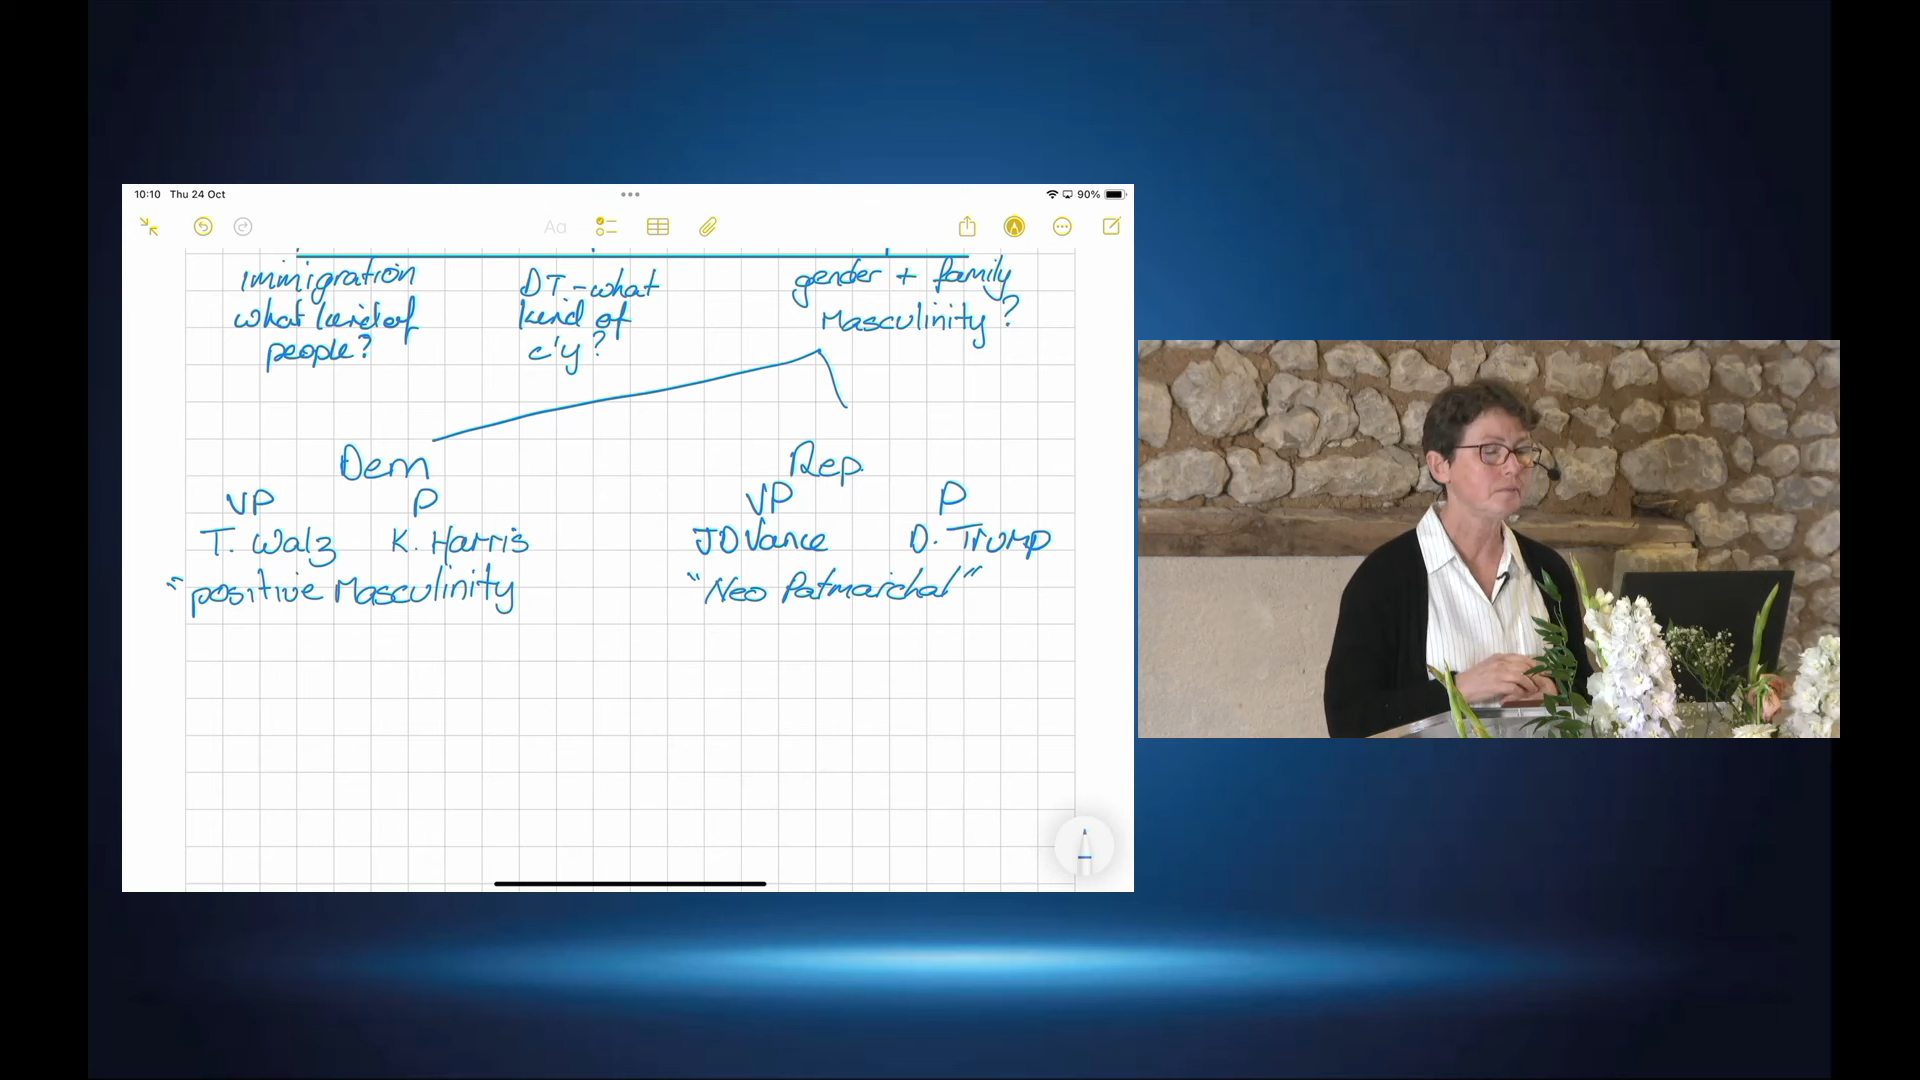 10:10 Thu 24 Oct
90%
Aa
immigration
what kind of
people?
DT - what
kind of
c'y?
gender + family
Masculinity?
Dem
Rep.
VP P
VP P
T. Walz K. Harris
JD Vance D. Trump
"positive Masculinity
"Neo Patriarchal"